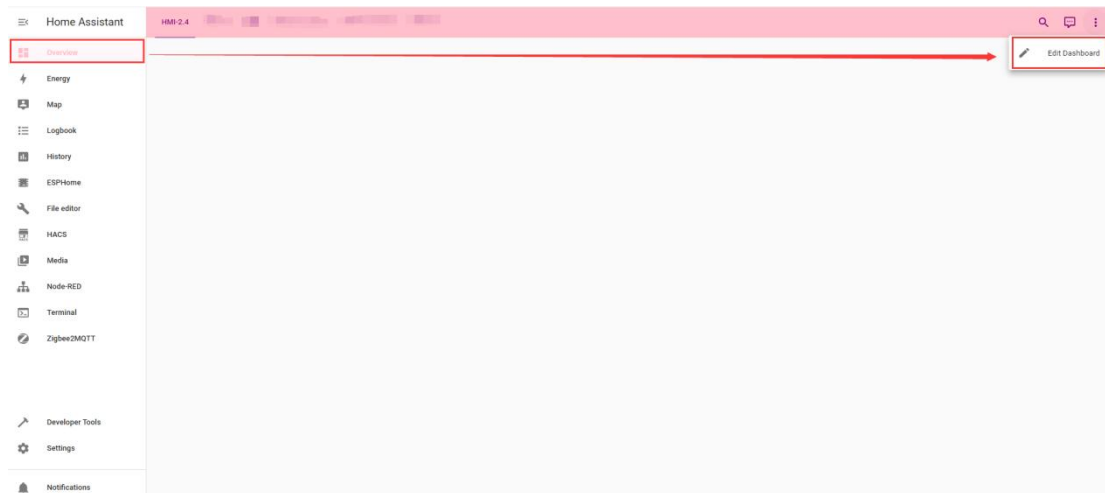 Home Assistant
HMI-2.4
Overview
Edit Dashboard
Energy
Map
Logbook
History
ESPHome
File editor
HACS
Media
Node-RED
Terminal
Zigbee2MQTT
Developer Tools
Settings
Notifications